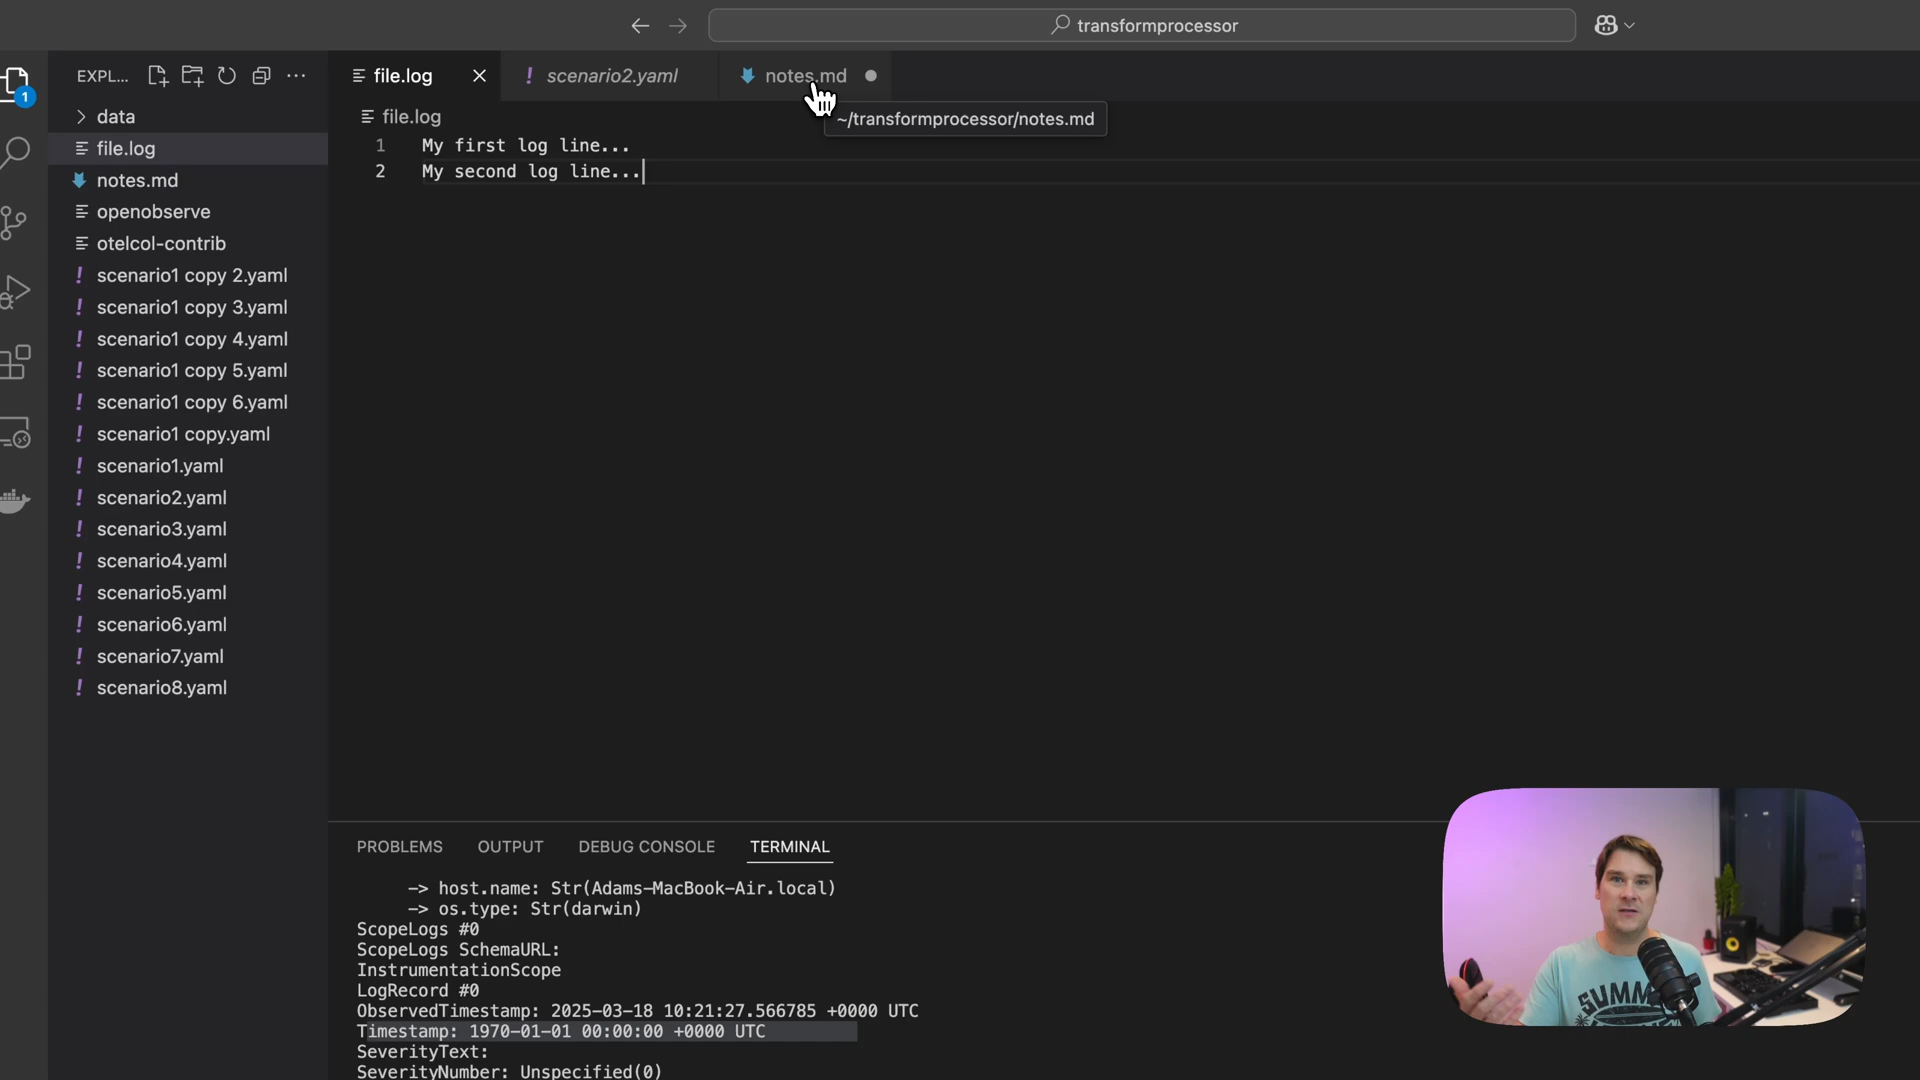 transformprocessor
EXPL...
file.log
scenario2.yaml
notes.md
~/transformprocessor/notes.md
1
data
file.log
notes.md
openobserve
otelcol-contrib
scenario1 copy 2.yaml
scenario1 copy 3.yaml
scenario1 copy 4.yaml
scenario1 copy 5.yaml
scenario1 copy 6.yaml
scenario1 copy.yaml
scenario1.yaml
scenario2.yaml
scenario3.yaml
scenario4.yaml
scenario5.yaml
scenario6.yaml
scenario7.yaml
scenario8.yaml
file.log
1 My first log line...
2 My second log line...
PROBLEMS OUTPUT DEBUG CONSOLE TERMINAL
-> host.name: Str(Adams-MacBook-Air.local)
-> os.type: Str(darwin)
ScopeLogs #0
ScopeLogs SchemaURL:
InstrumentationScope
LogRecord #0
ObservedTimestamp: 2025-03-18 10:21:27.566785 +0000 UTC
Timestamp: 1970-01-01 00:00:00 +0000 UTC
SeverityText:
SeverityNumber: Unspecified(0)